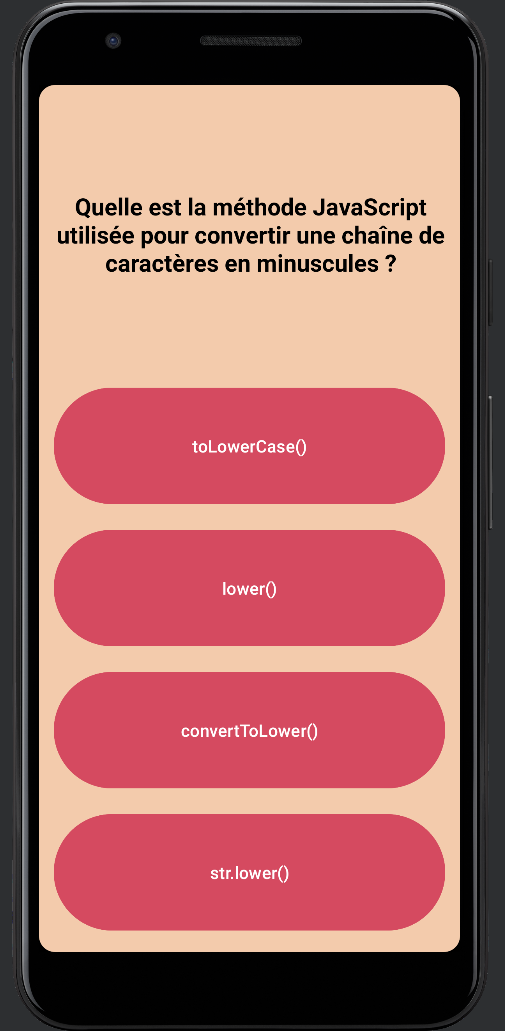 Quelle est la méthode JavaScript
utilisée pour convertir une chaîne de
caractères en minuscules ?
toLowerCase()
lower()
convertToLower()
str.lower()